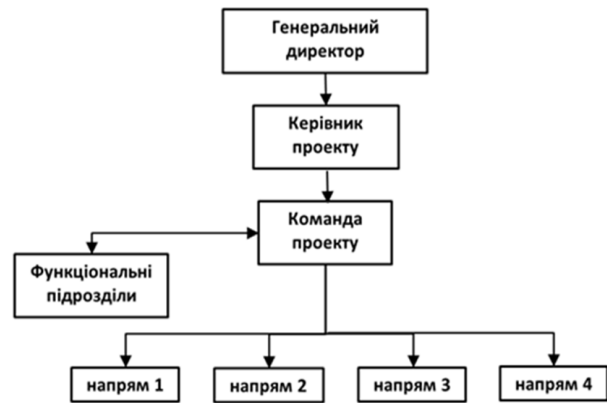 Генеральний
директор
Керівник
проекту
Команда
проекту
Функціональні
підрозділи
напрям 1
напрям 2
напрям 3
напрям 4